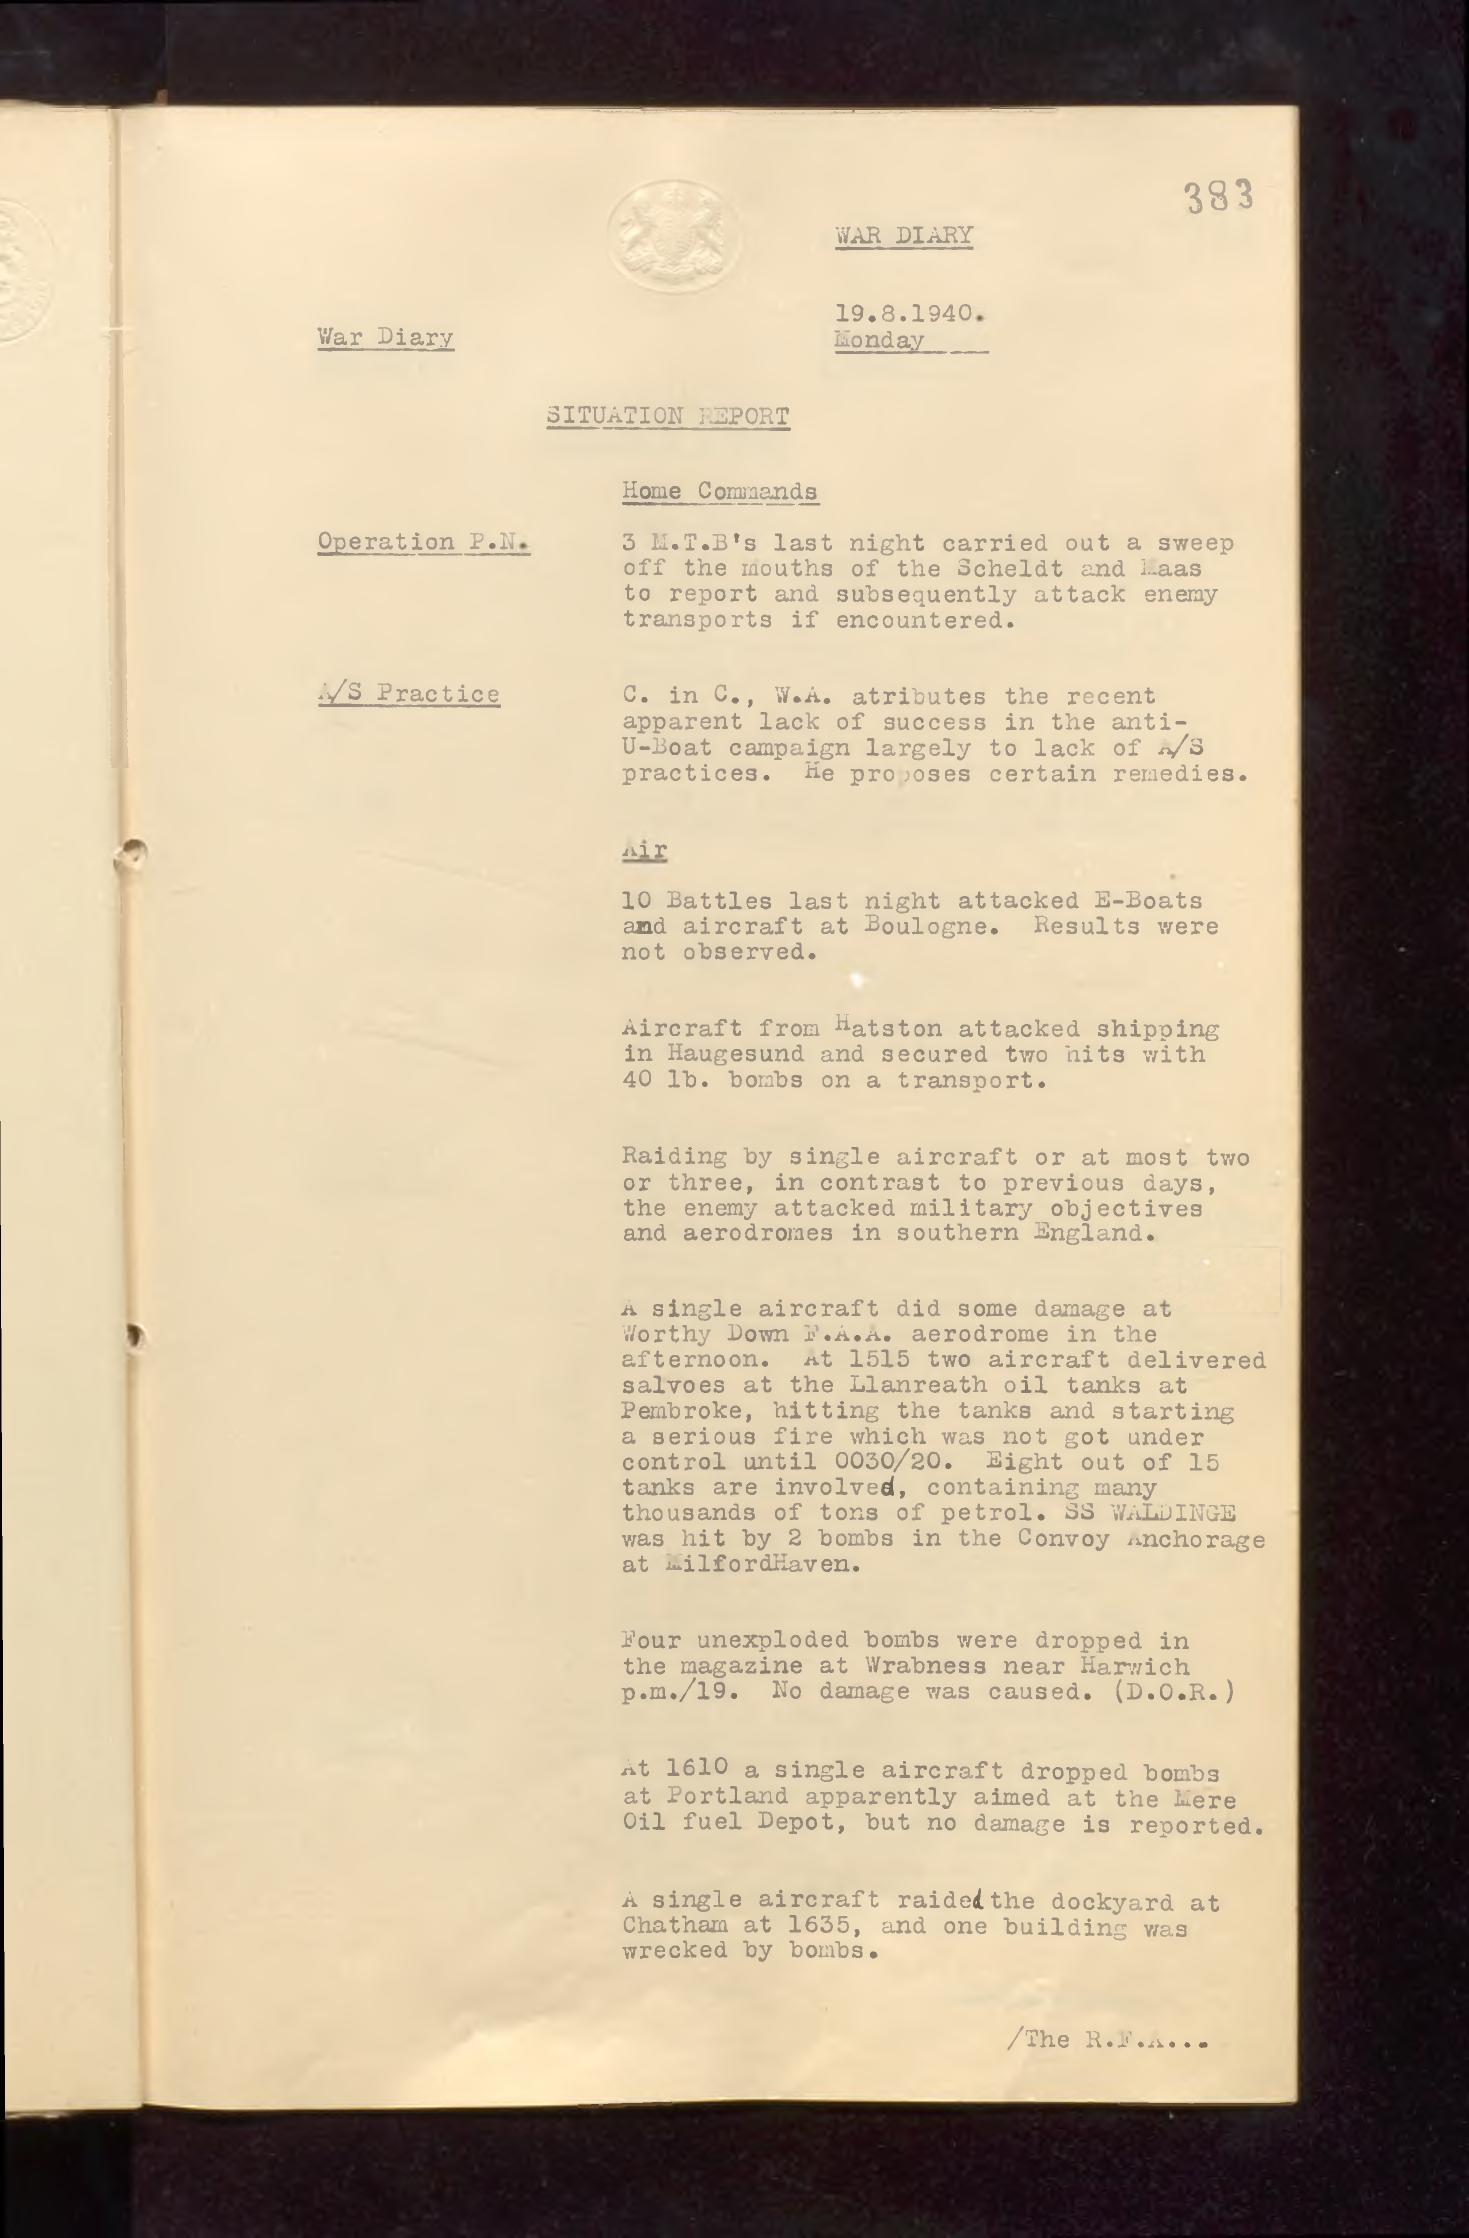 383
WAR DIARY
19.8.1940.
War Diary
Monday
SITUATION REPORT
Home Commands
Operation P.N.
3 M.T.B's last night carried out a sweep
off the mouths of the Scheldt and Maas
to report and subsequently attack enemy
transports if encountered.
A/S Practice
C. in C., W.A. atributes the recent
apparent lack of success in the anti-
U-Boat campaign largely to lack of A/S
practices. He proposes certain remedies.
Air
10 Battles last night attacked E-Boats
and aircraft at Boulogne. Results were
not observed.
Aircraft from Hatston attacked shipping
in Haugesund and secured two hits with
40 lb. bombs on a transport.
Raiding by single aircraft or at most two
or three, in contrast to previous days,
the enemy attacked military objectives
and aerodromes in southern England.
A single aircraft did some damage at
Worthy Down F.A.A. aerodrome in the
afternoon. At 1515 two aircraft delivered
salvoes at the Llanreath oil tanks at
Pembroke, hitting the tanks and starting
a serious fire which was not got under
control until 0030/20. Eight out of 15
tanks are involved, containing many
thousands of tons of petrol. SS WALDINGE
was hit by 2 bombs in the Convoy Anchorage
at MilfordHaven.
Four unexploded bombs were dropped in
the magazine at Wrabness near Harwich
p.m./19. No damage was caused. (D.O.R.)
At 1610 a single aircraft dropped bombs
at Portland apparently aimed at the Mere
Oil fuel Depot, but no damage is reported.
A single aircraft raided the dockyard at
Chatham at 1635, and one building was
wrecked by bombs.
/The R.F.A...